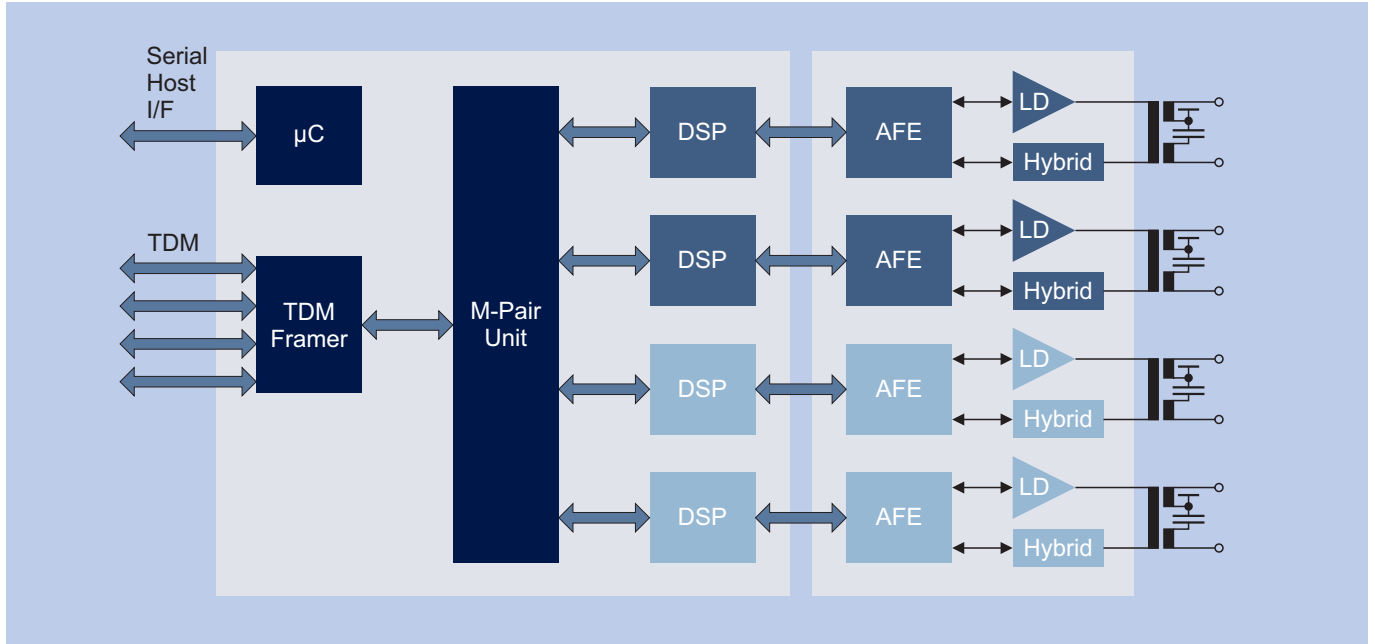 Serial
Host
I/F
µC
TDM
TDM
Framer
M-Pair
Unit
DSP
AFE
LD
Hybrid
DSP
AFE
LD
Hybrid
DSP
AFE
LD
Hybrid
DSP
AFE
LD
Hybrid